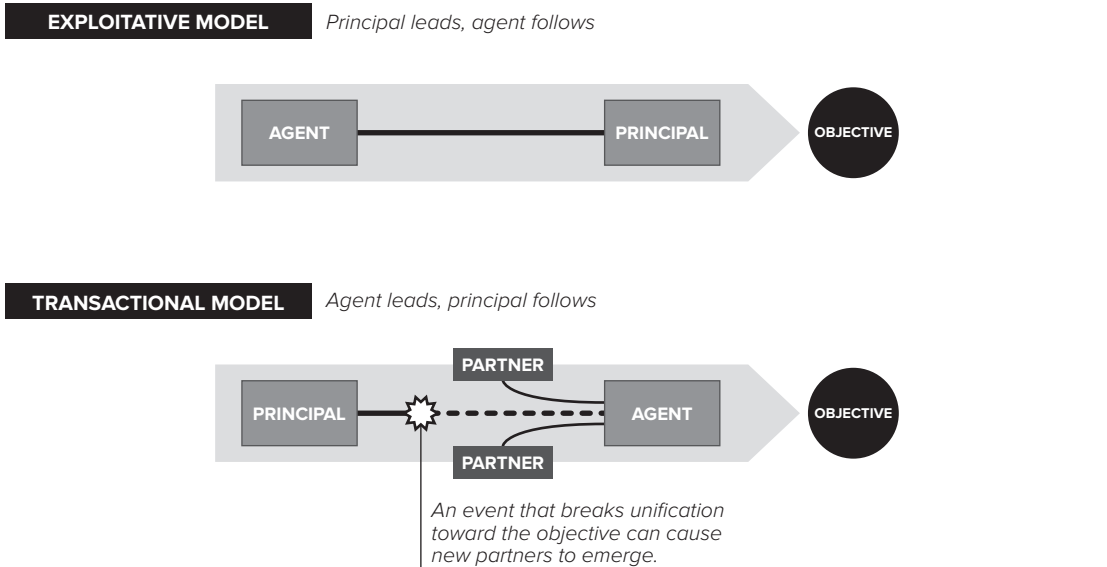 EXPLOITATIVE MODEL
Principal leads, agent follows
AGENT
PRINCIPAL
OBJECTIVE
TRANSACTIONAL MODEL
Agent leads, principal follows
PARTNER
PRINCIPAL
AGENT
OBJECTIVE
PARTNER
An event that breaks unification
toward the objective can cause
new partners to emerge.